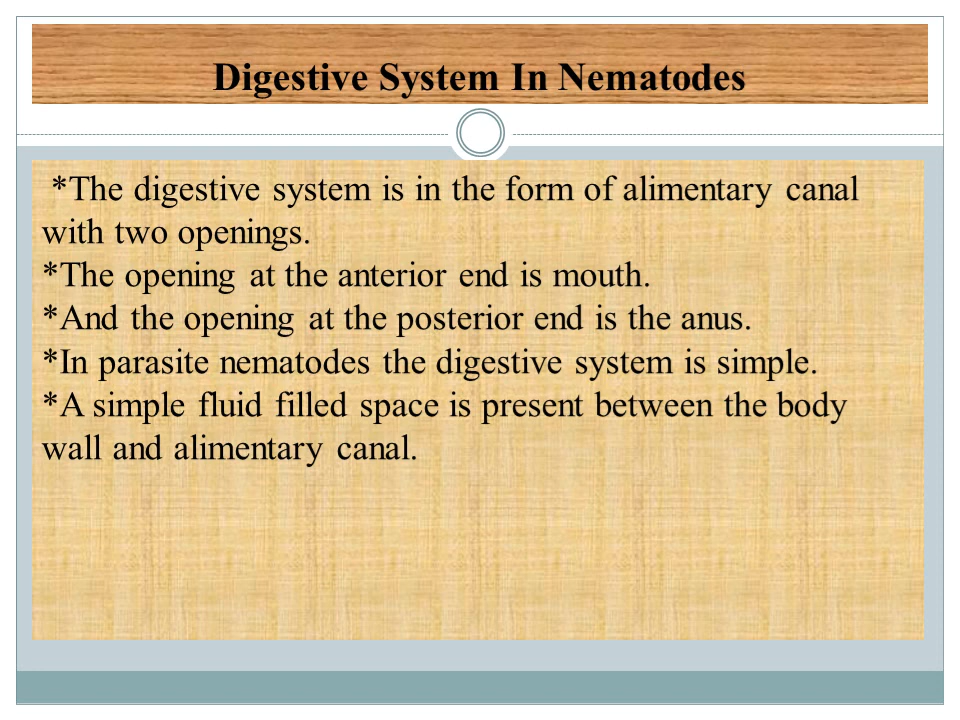 Digestive System In Nematodes
*The digestive system is in the form of alimentary canal
with two openings.
*The opening at the anterior end is mouth.
*And the opening at the posterior end is the anus.
*In parasite nematodes the digestive system is simple.
*A simple fluid filled space is present between the body
wall and alimentary canal.